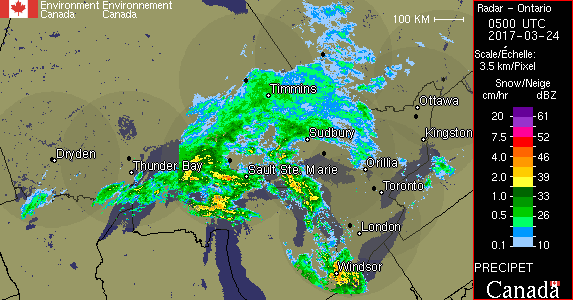 Environment Environnement
Canada Canada
100 KM
Timmins
Ottawa
Sudbury
Kingston
Dryden
Thunder Bay
Sault Ste. Marie
Orillia
Toronto
London
Windsor
Radar - Ontario
0500 UTC
2017-03-24
Scale/Échelle:
3.5 km/Pixel
Snow/Neige
cm/hr dBZ
20 61
7.5 52
4.0 46
2.0 39
1.0 33
0.5 26
0.1 10
PRECIPET
Canada